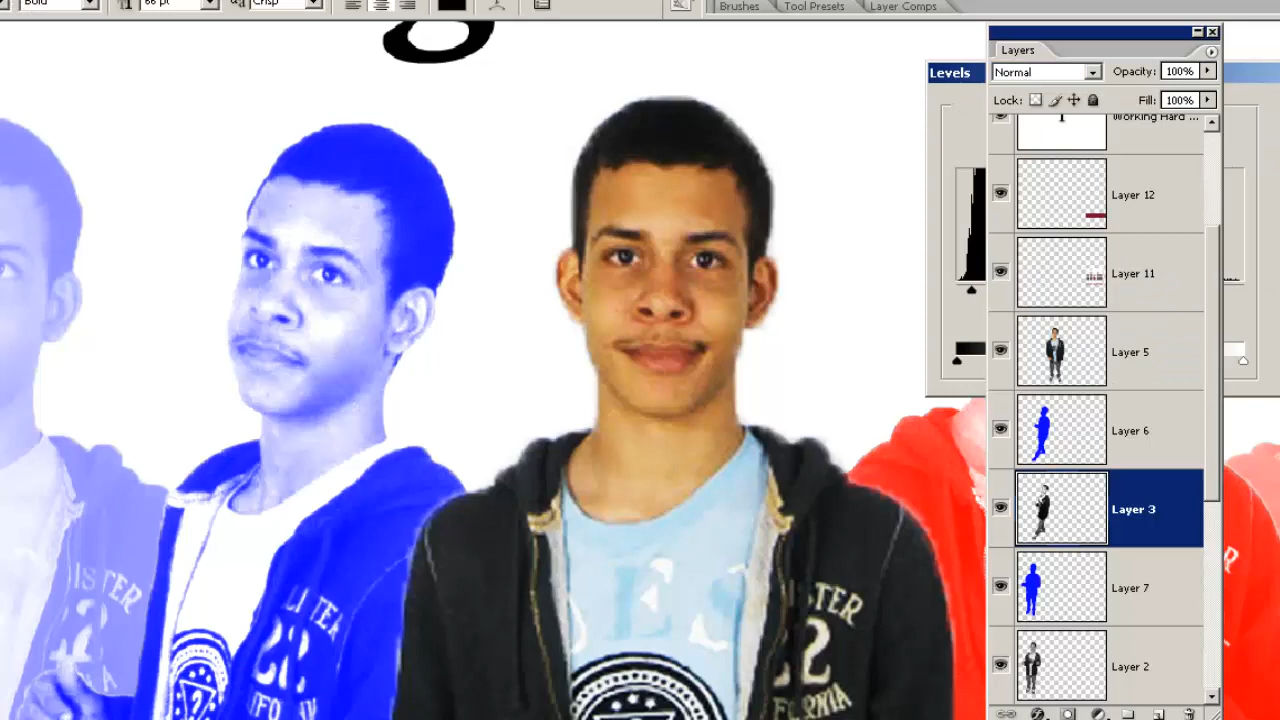 Bold 66 pt Crisp
Brushes Tool Presets Layer Comps
g
Layers
Levels
Normal Opacity: 100%
Lock: Fill: 100%
Working Hard ...
Layer 12
Layer 11
Layer 5
Layer 6
Layer 3
Layer 7
Layer 2